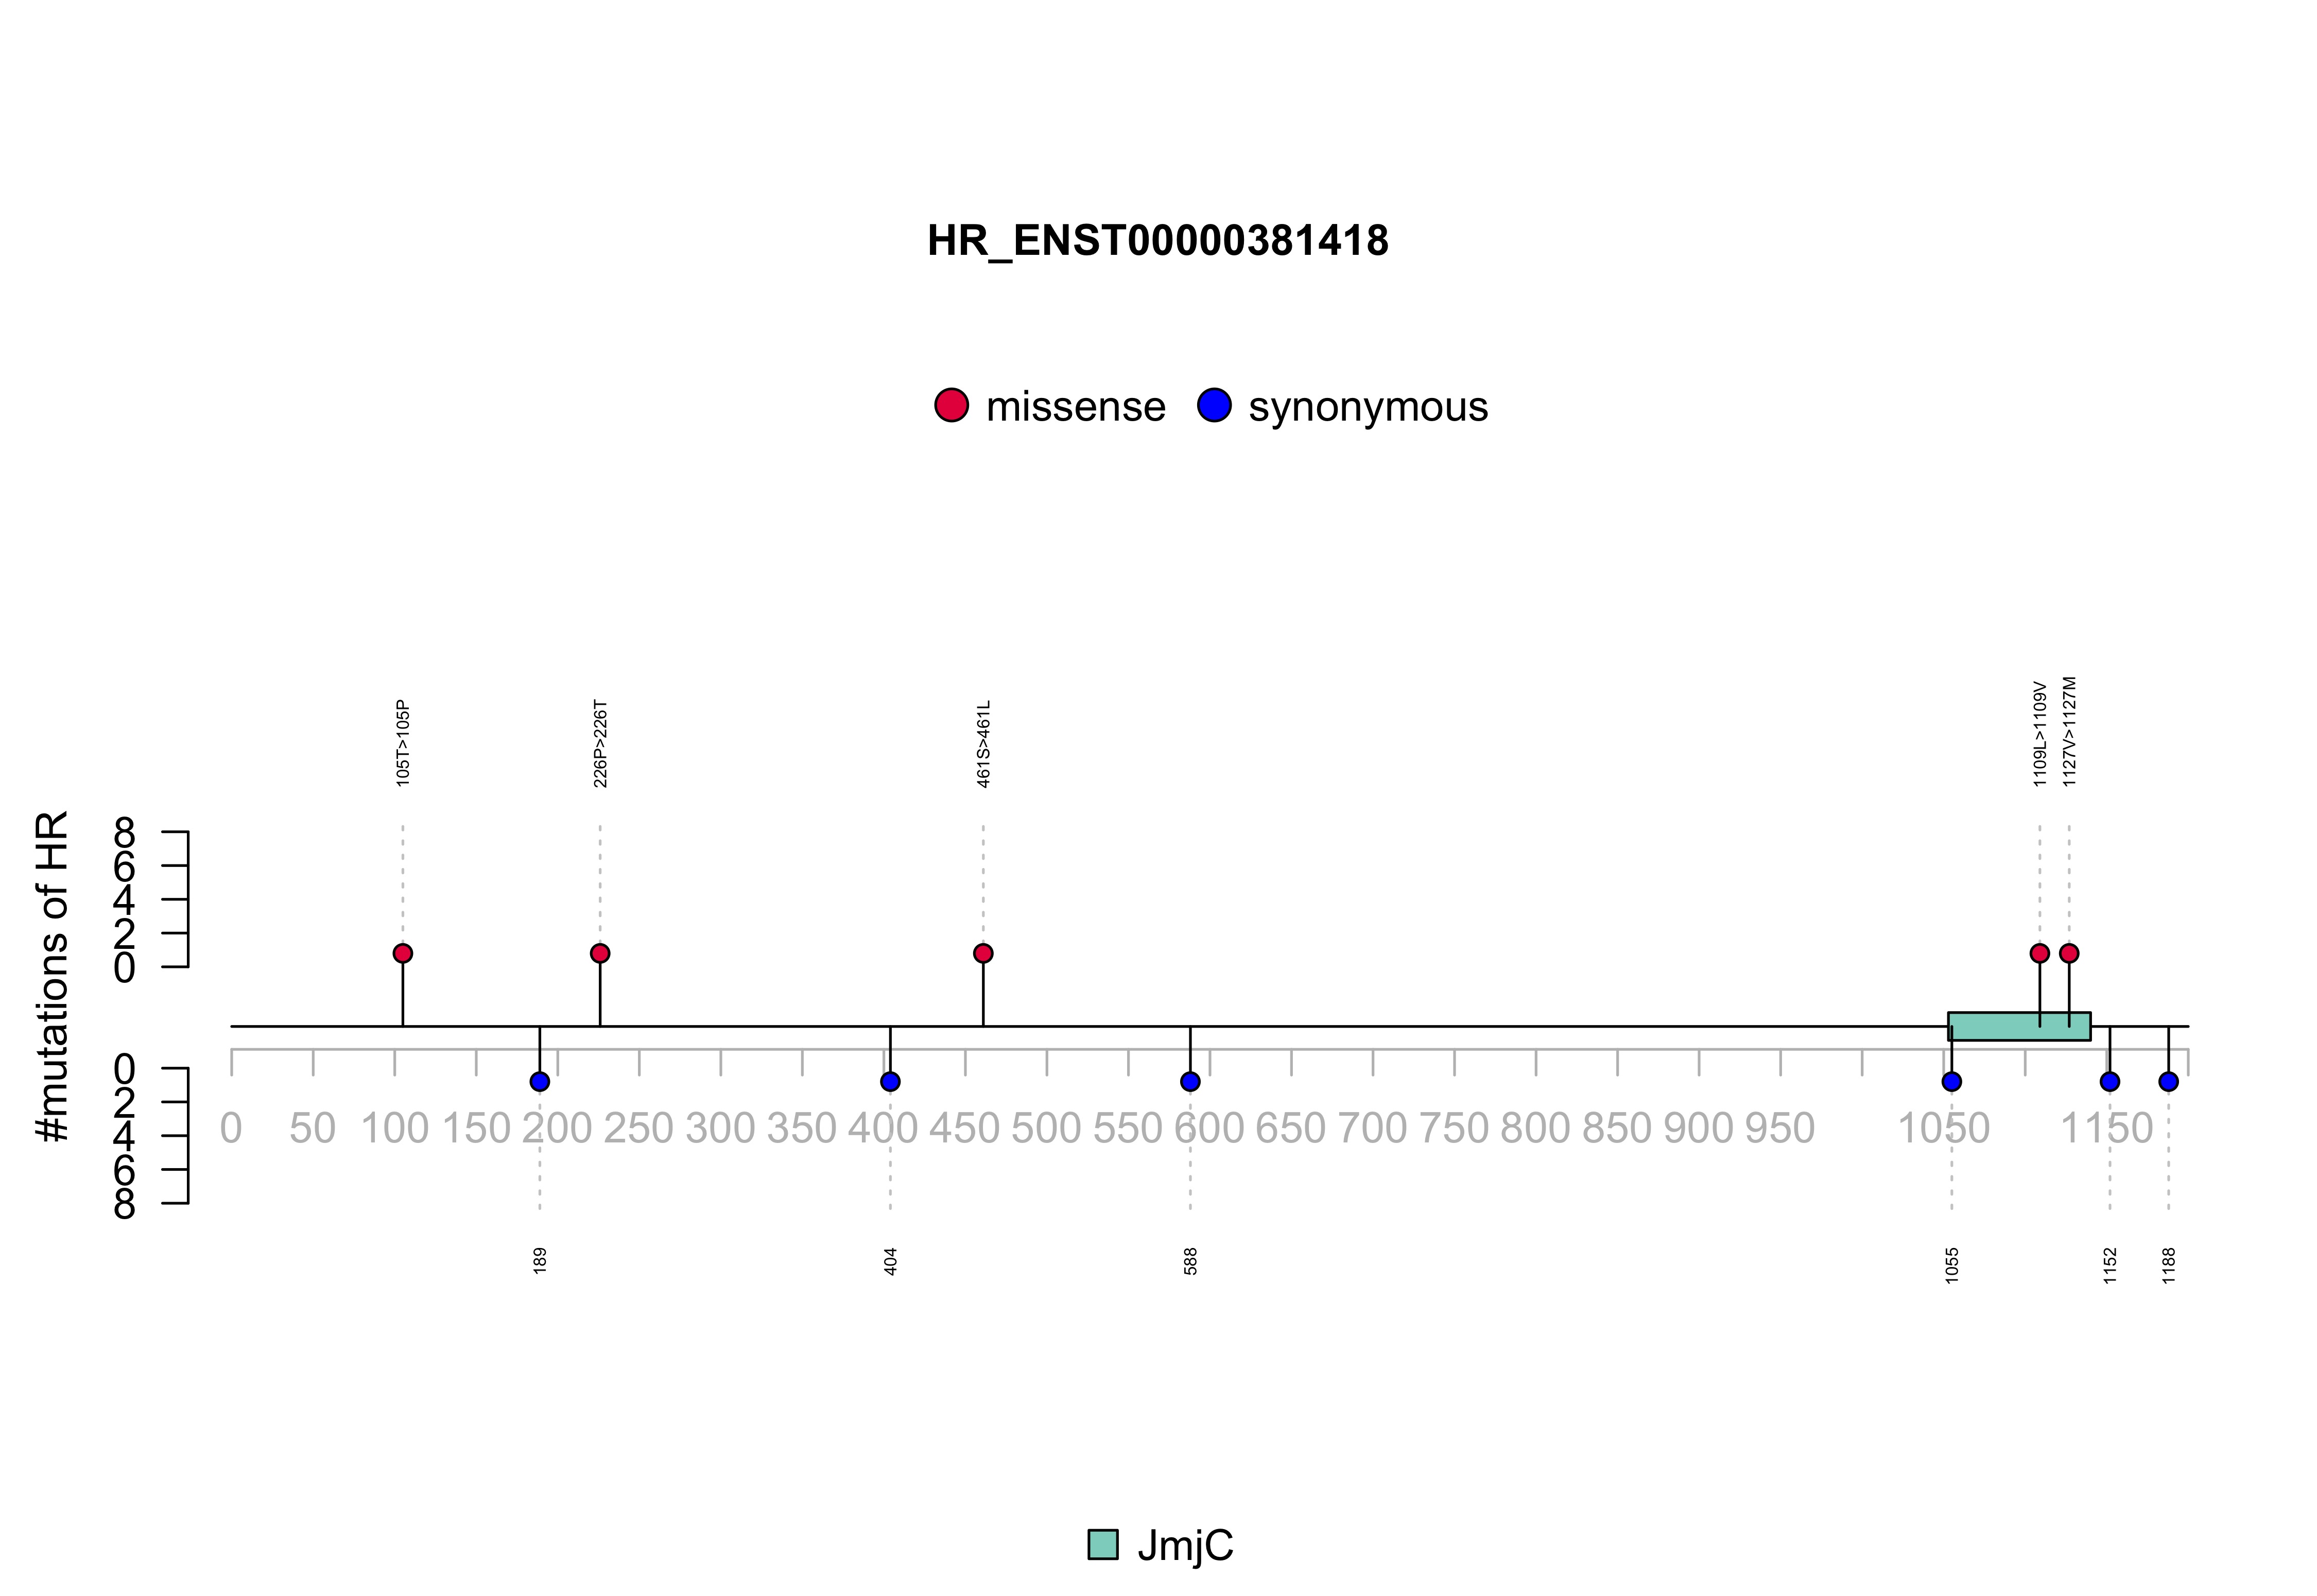 HR_ENST00000381418
missense synonymous
105T>105P 226P>226T 461S>461L 1109L>1109V 1127V>1127M
#mutations of HR
8
6
4
2
0
0
2
4
6
8
0 50 100 150 200 250 300 350 400 450 500 550 600 650 700 750 800 850 900 950 1050 1150
189 404 588 1055 1152 1188
JmjC